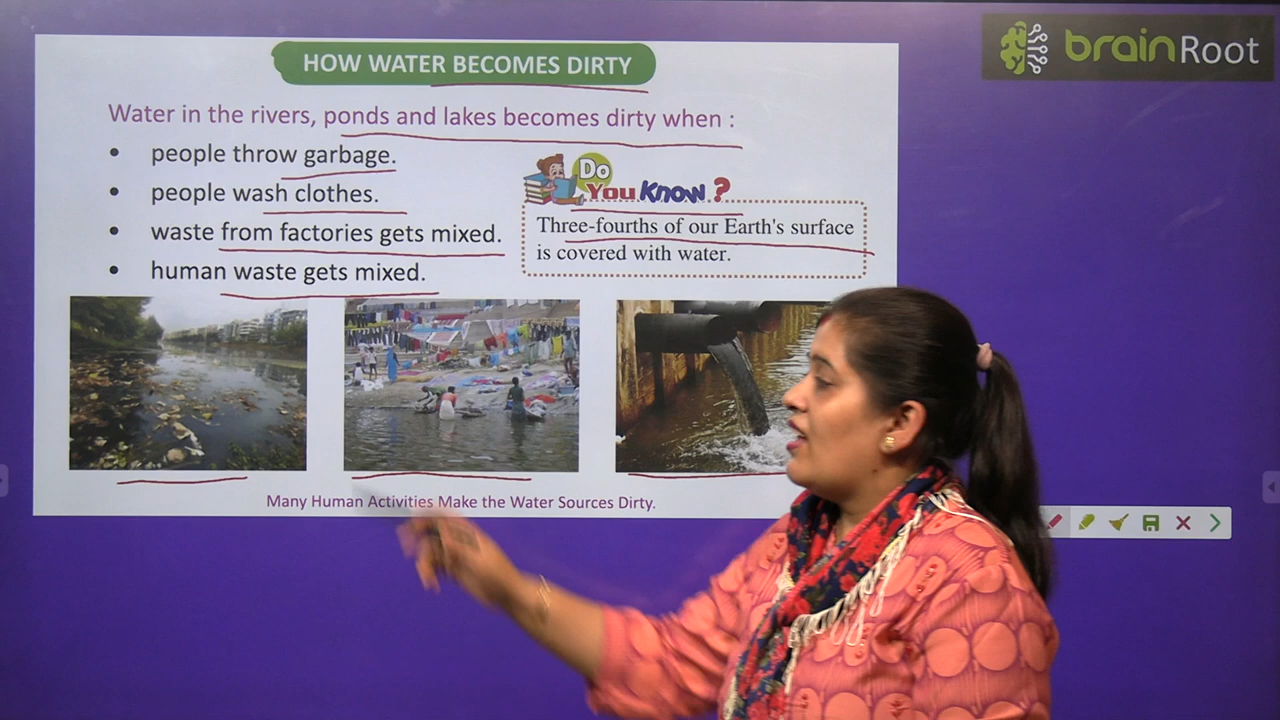 brainRoot
HOW WATER BECOMES DIRTY
Water in the rivers, ponds and lakes becomes dirty when :
• people throw garbage.
• people wash clothes.
• waste from factories gets mixed.
• human waste gets mixed.
Do
You Know ?
Three-fourths of our Earth's surface
is covered with water.
Many Human Activities Make the Water Sources Dirty.